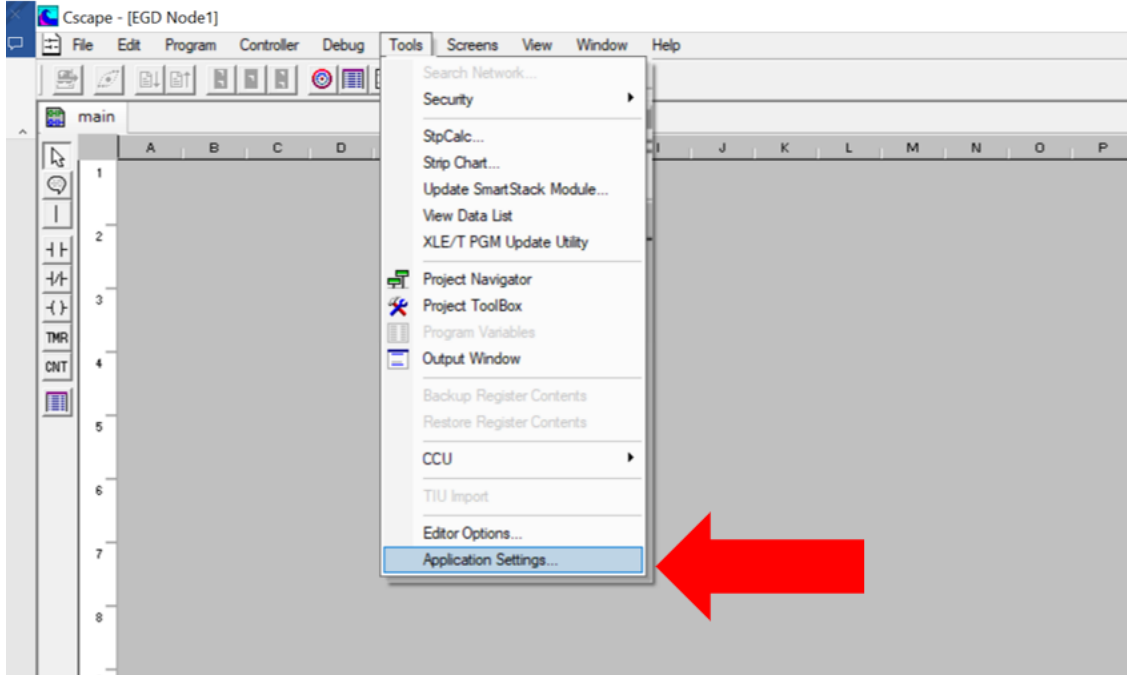 Cscape - [EGD Node1]
File Edit Program Controller Debug Tools Screens View Window Help
Search Network...
Security
main
StpCalc...
A B C D I J K L M N O P
Strip Chart...
1
Update SmartStack Module...
View Data List
2
XLE/T PGM Update Utility
Project Navigator
3
Project ToolBox
TMR
Program Variables
CNT
4
Output Window
Backup Register Contents
5
Restore Register Contents
CCU
6
TIU Import
Editor Options...
7
Application Settings...
8